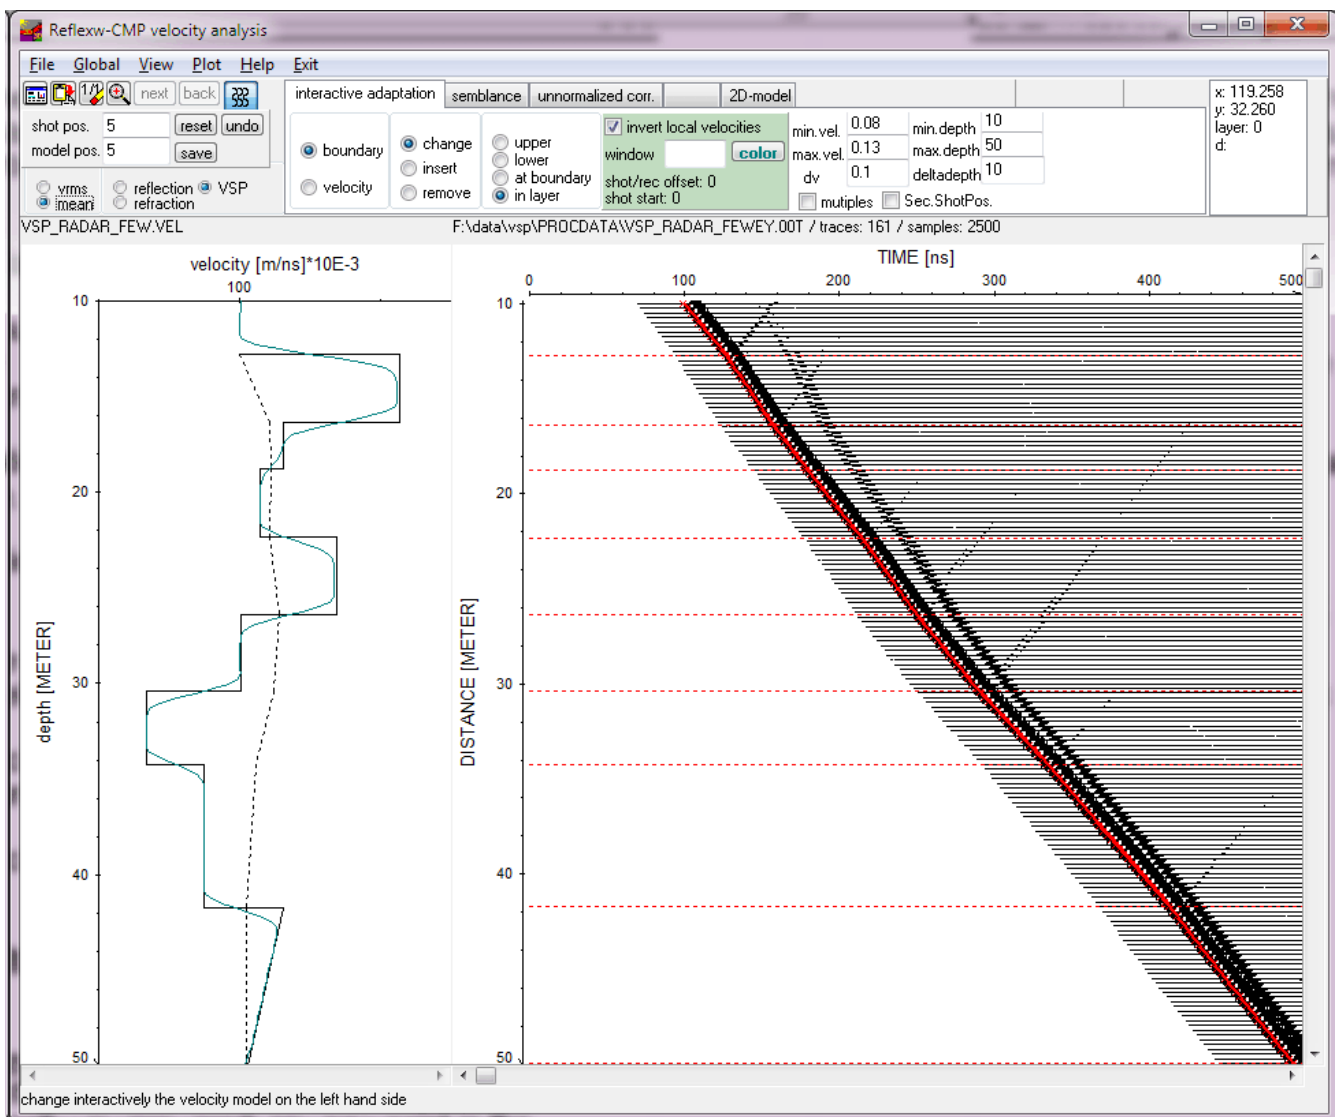 Reflexw-CMP velocity analysis
File Global View Plot Help Exit
1/1 next back
shot pos. 5 reset undo
model pos. 5 save
vrms reflection VSP
mean refraction
interactive adaptation semblance unnormalized corr. 2D-model
boundary
velocity
change
insert
remove
upper
lower
at boundary
in layer
invert local velocities
window color
shot/rec offset: 0
shot start: 0
min.vel. 0.08 min.depth 10
max.vel. 0.13 max.depth 50
dv 0.1 deltadepth 10
mutiples Sec.ShotPos.
x: 119.258
y: 32.260
layer: 0
d:
VSP_RADAR_FEW.VEL F:\data\vsp\PROCDATA\VSP_RADAR_FEWEY.00T / traces: 161 / samples: 2500
velocity [m/ns]*10E-3
100
10
20
30
40
50
depth [METER]
TIME [ns]
0 100 200 300 400 500
10
20
30
40
50
DISTANCE [METER]
change interactively the velocity model on the left hand side